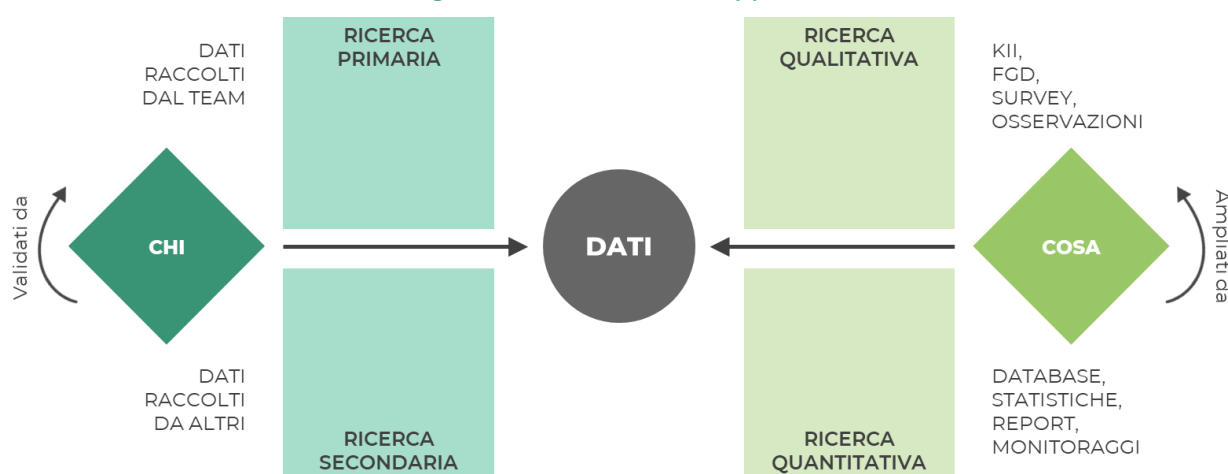 DATI
RACCOLTI
DAL TEAM
RICERCA
PRIMARIA
RICERCA
QUALITATIVA
KII,
FGD,
SURVEY,
OSSERVAZIONI
Validati da
CHI
DATI
COSA
Ampliati da
DATI
RACCOLTI
DA ALTRI
RICERCA
SECONDARIA
RICERCA
QUANTITATIVA
DATABASE,
STATISTICHE,
REPORT,
MONITORAGGI